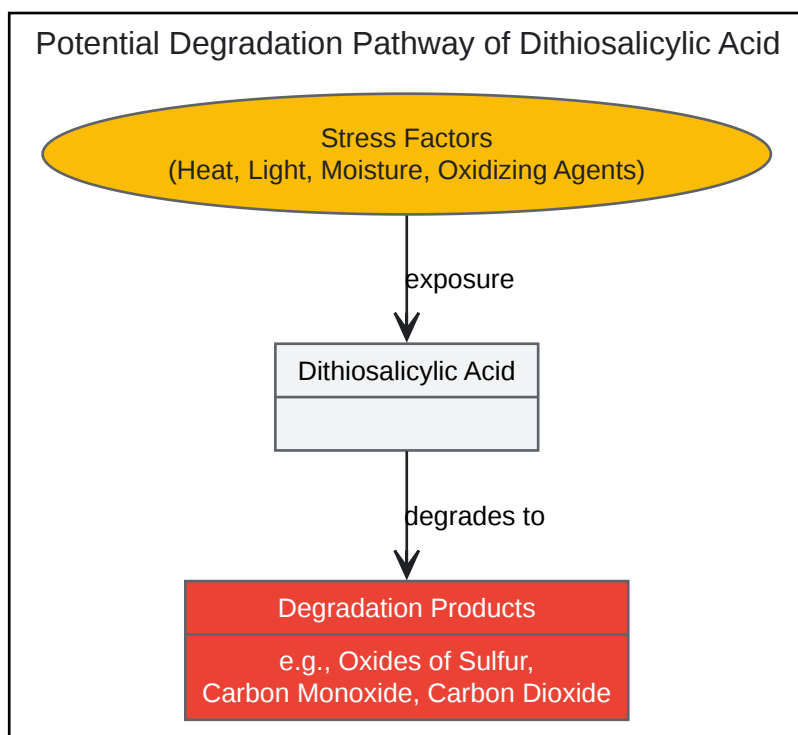 Potential Degradation Pathway of Dithiosalicylic Acid
Stress Factors
(Heat, Light, Moisture, Oxidizing Agents)
exposure
Dithiosalicylic Acid
degrades to
Degradation Products
e.g., Oxides of Sulfur,
Carbon Monoxide, Carbon Dioxide